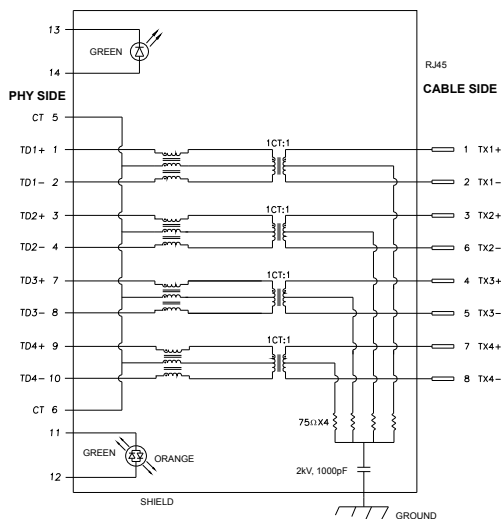 13
GREEN
14
RJ45
PHY SIDE
CABLE SIDE
CT 5
1CT:1
TD1+ 1
1 TX1+
TD1- 2
2 TX1-
1CT:1
TD2+ 3
3 TX2+
TD2- 4
6 TX2-
1CT:1
TD3+ 7
4 TX3+
TD3- 8
5 TX3-
1CT:1
TD4+ 9
7 TX4+
TD4- 10
8 TX4-
CT 6
75ΩX4
11
GREEN
ORANGE
12
2kV, 1000pF
SHIELD
GROUND